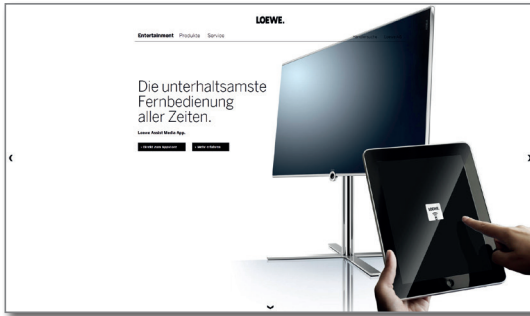 LOEWE.
Entertainment Produkte Service
Die unterhaltsamste
Fernbedienung
aller Zeiten.
Loewe Assist Media App.
LOEWE.